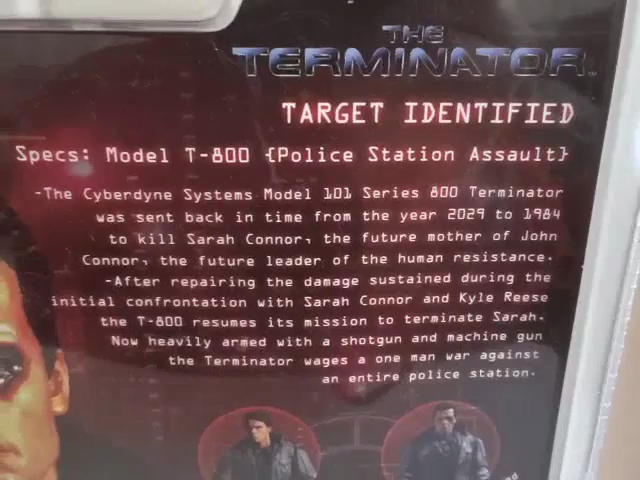 THE
TERMINATOR™
TARGET IDENTIFIED
Specs: Model T-800 {Police Station Assault}
-The Cyberdyne Systems Model 101 Series 800 Terminator
was sent back in time from the year 2029 to 1984
to kill Sarah Connor, the future mother of John
Connor, the future leader of the human resistance.
-After repairing the damage sustained during the
initial confrontation with Sarah Connor and Kyle Reese
the T-800 resumes its mission to terminate Sarah.
Now heavily armed with a shotgun and machine gun
the Terminator wages a one man war against
an entire police station.